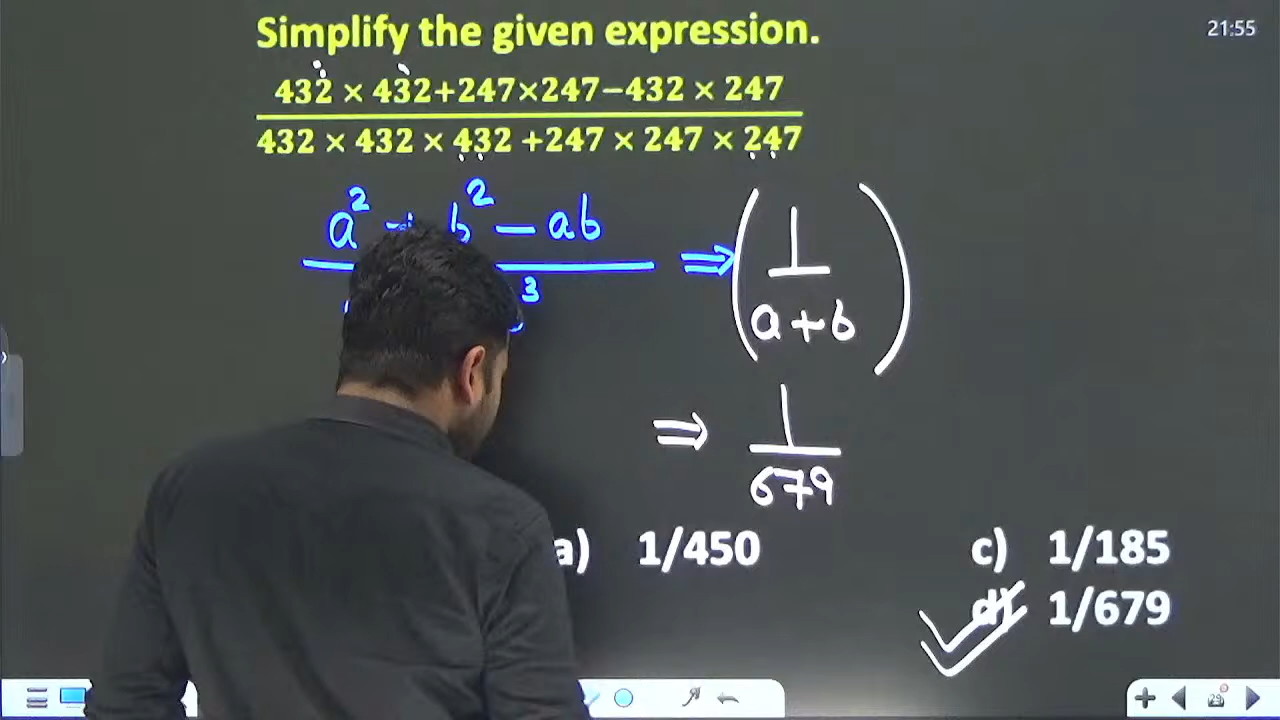 21:55
Simplify the given expression.
432 × 432+247×247−432 × 247
432 × 432 × 432 +247 × 247 × 247
a² + b² − ab ⇒ ( 1
3
a+b )
⇒ 1
679
a) 1/450 c) 1/185
d) 1/679